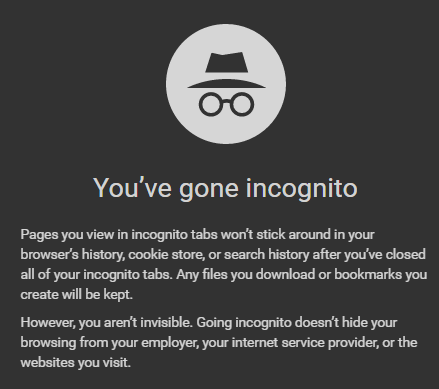 You've gone incognito
Pages you view in incognito tabs won't stick around in your
browser's history, cookie store, or search history after you've closed
all of your incognito tabs. Any files you download or bookmarks you
create will be kept.
However, you aren't invisible. Going incognito doesn't hide your
browsing from your employer, your internet service provider, or the
websites you visit.